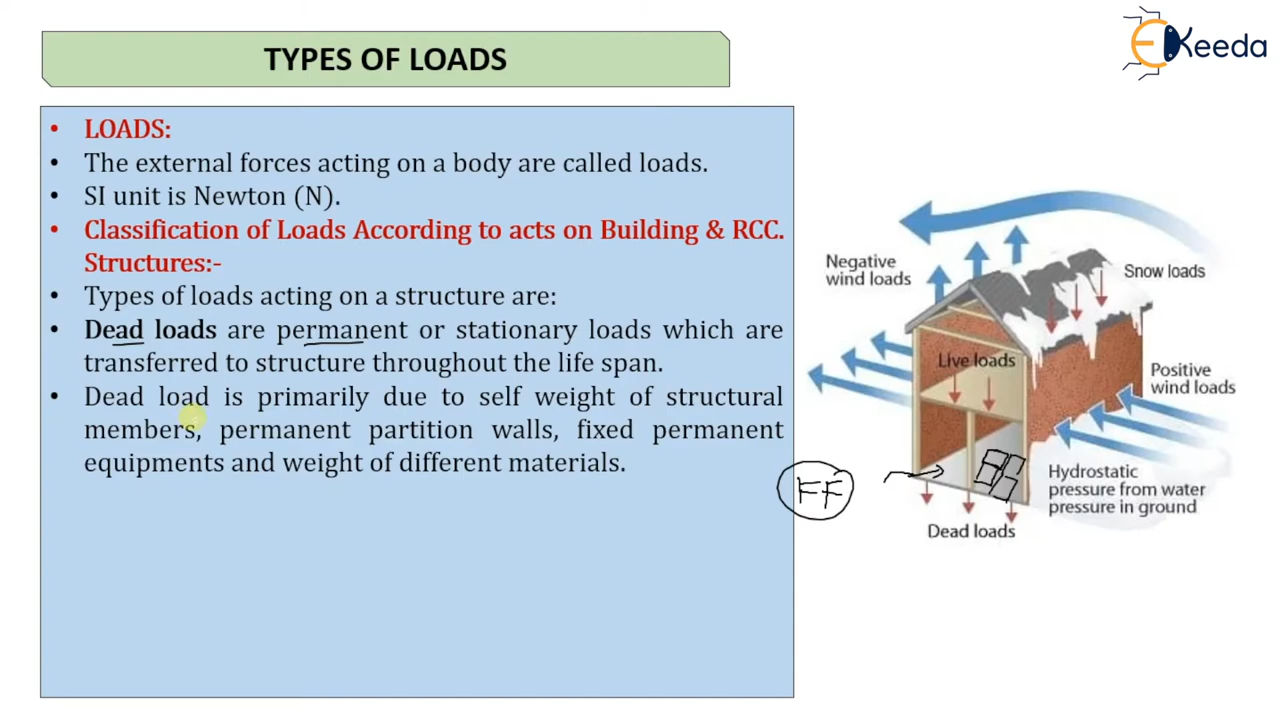 TYPES OF LOADS
Keeda
• LOADS:
• The external forces acting on a body are called loads.
• SI unit is Newton (N).
• Classification of Loads According to acts on Building & RCC.
Structures:-
• Types of loads acting on a structure are:
• Dead loads are permanent or stationary loads which are
transferred to structure throughout the life span.
• Dead load is primarily due to self weight of structural
members, permanent partition walls, fixed permanent
equipments and weight of different materials.
Negative
wind loads
Snow loads
Live loads
Positive
wind loads
FF
Hydrostatic
pressure from water
pressure in ground
Dead loads